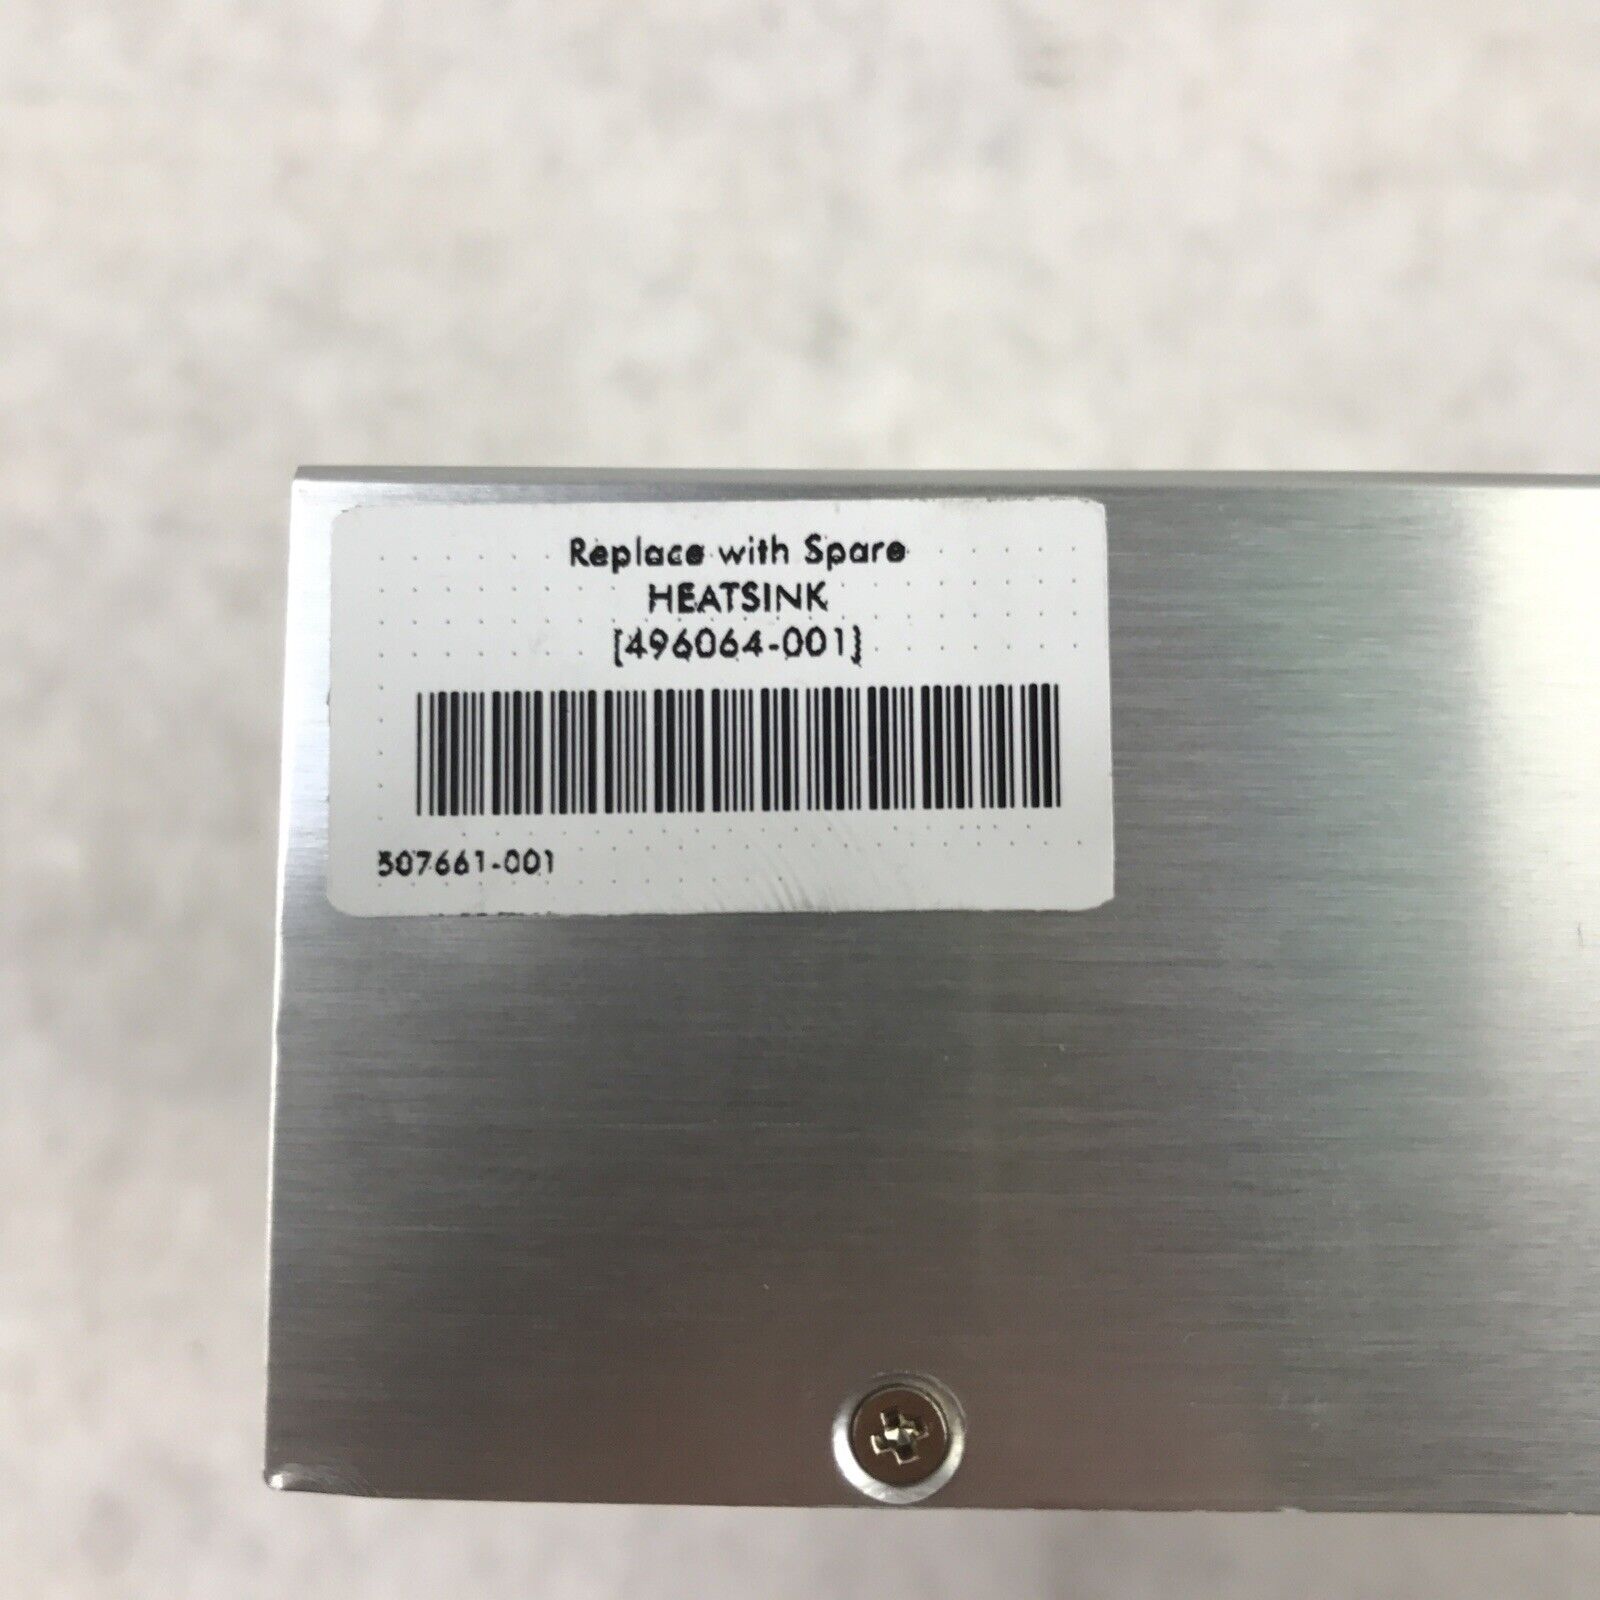 Replace with Spare
HEATSINK
[496064-001]
507661-001